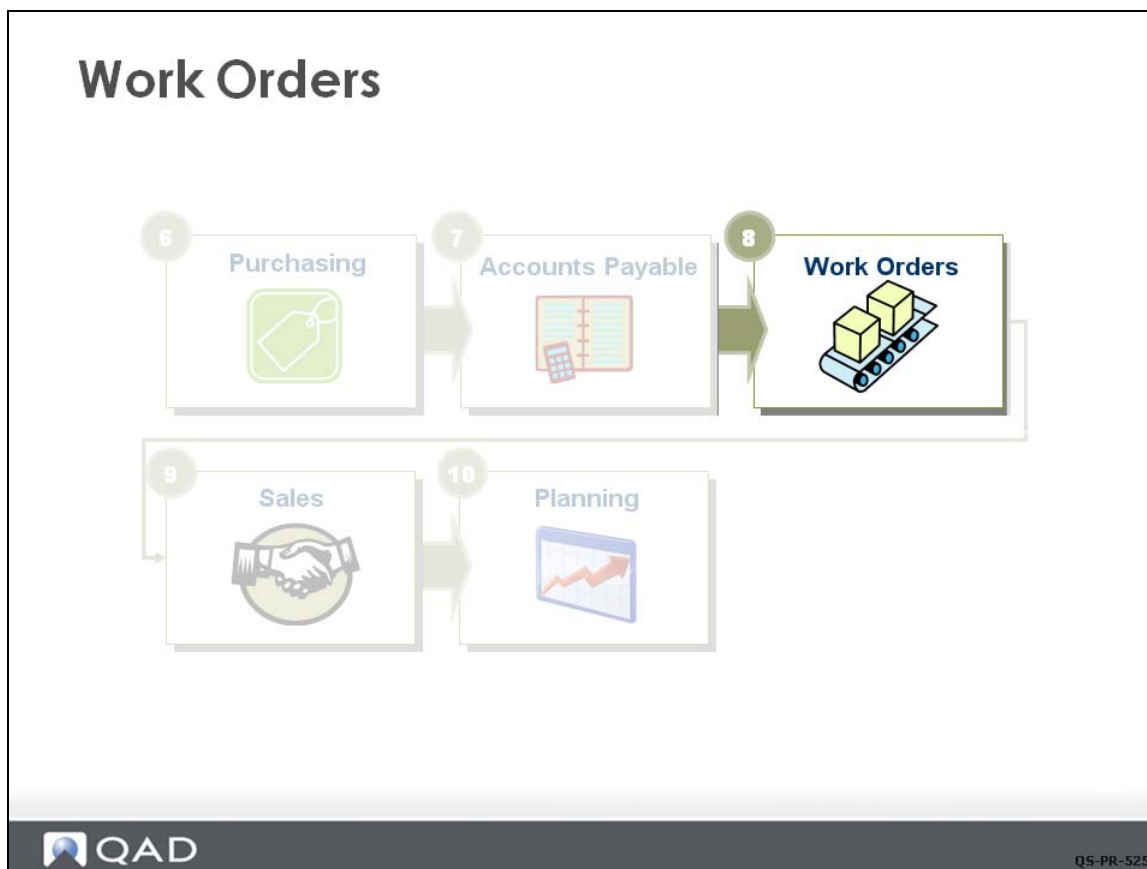 Work Orders
6
Purchasing
7
Accounts Payable
8
Work Orders
9
Sales
10
Planning
QAD
QS-PR-525